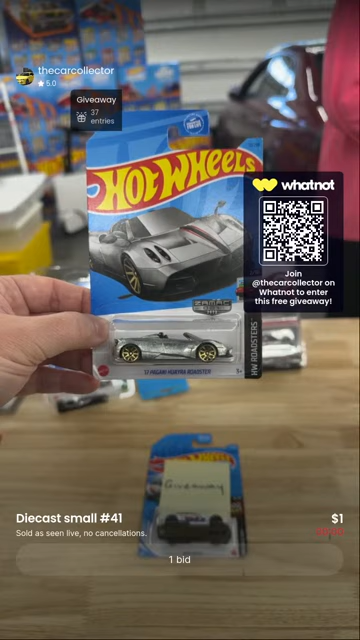 thecarcollector
5.0
Giveaway
37
entries
HOT WHEELS
whatnot
Join
@thecarcollector on
Whatnot to enter
this free giveaway!
ZAMAC
HW ROADSTERS
'17 PAGANI HUAYRA ROADSTER
Giveaway
Diecast small #41
$1
Sold as seen live, no cancellations.
1 bid